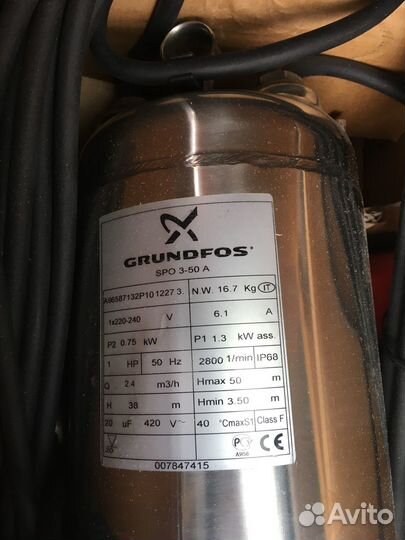 GRUNDFOS
SPO 3-50 A
A96587132P10 1227 3. N.W. 16.7 Kg IT
1x220-240 V 6.1 A
P2 0.75 kW P1 1.3 kW ass.
1 HP 50 Hz 2800 1/min IP68
Q 2.4 m3/h Hmax 50 m
H 38 m Hmin 3.50 m
20 uF 420 V~ 40 °CmaxS1 Class F
CE
007847415
Avito